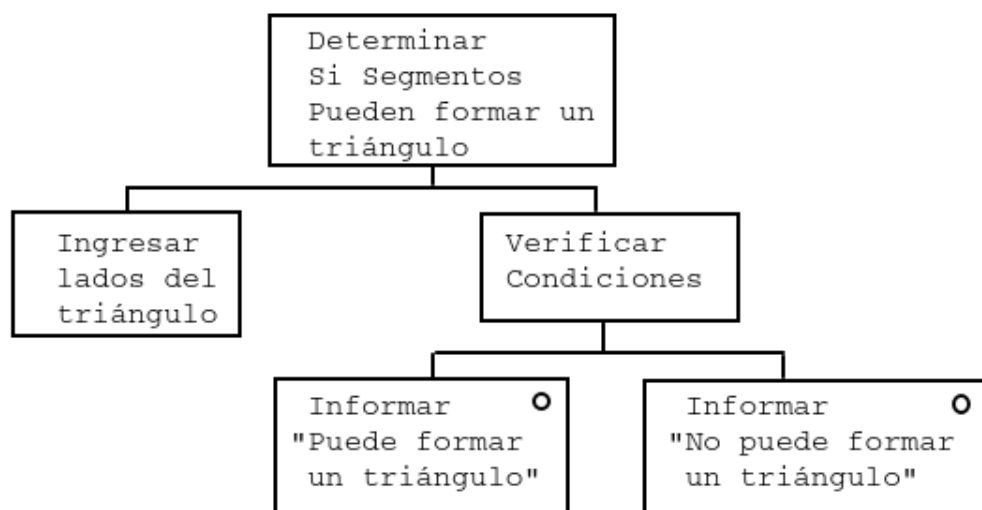 Determinar
Si Segmentos
Pueden formar un
triángulo
Ingresar
lados del
triángulo
Verificar
Condiciones
Informar
"Puede formar
un triángulo"
Informar
"No puede formar
un triángulo"